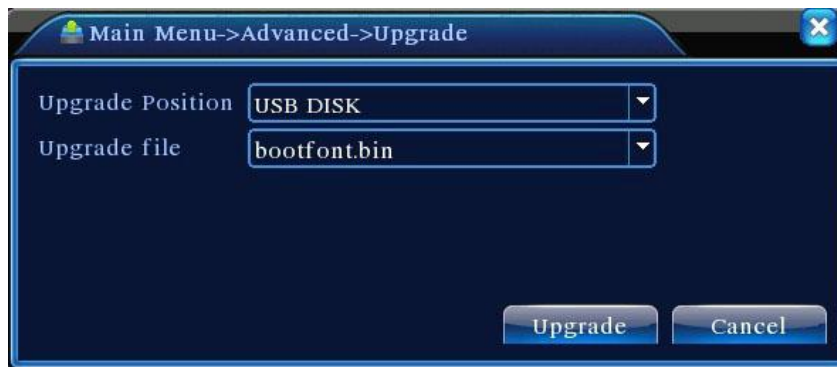 Main Menu->Advanced->Upgrade
Upgrade Position USB DISK
Upgrade file bootfont.bin
Upgrade Cancel